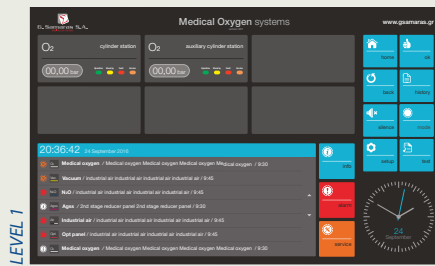 G. Samaras S.A.
Medical Oxygen systems
www.gsamaras.gr
O2 cylinder station
00,00 bar
O2 auxiliary cylinder station
00,00 bar
home
all
back
history
silence
mode
setup
test
20:36:42 24 September 2016
Medical oxygen / Medical oxygen Medical oxygen Medical oxygen Medical oxygen / 9:30
Vacuum / industrial air industrial air industrial air industrial air / 9:45
N2O / industrial air industrial air industrial air industrial air / 9:45
Agss / 2nd stage reducer panel 2nd stage reducer panel / 9:30
Industrial air / industrial air industrial air industrial air industrial air / 9:45
Opt panel / industrial air industrial air industrial air industrial air / 9:45
Medical oxygen / Medical oxygen Medical oxygen Medical oxygen / 9:30
info
alarm
service
24
September
LEVEL 1